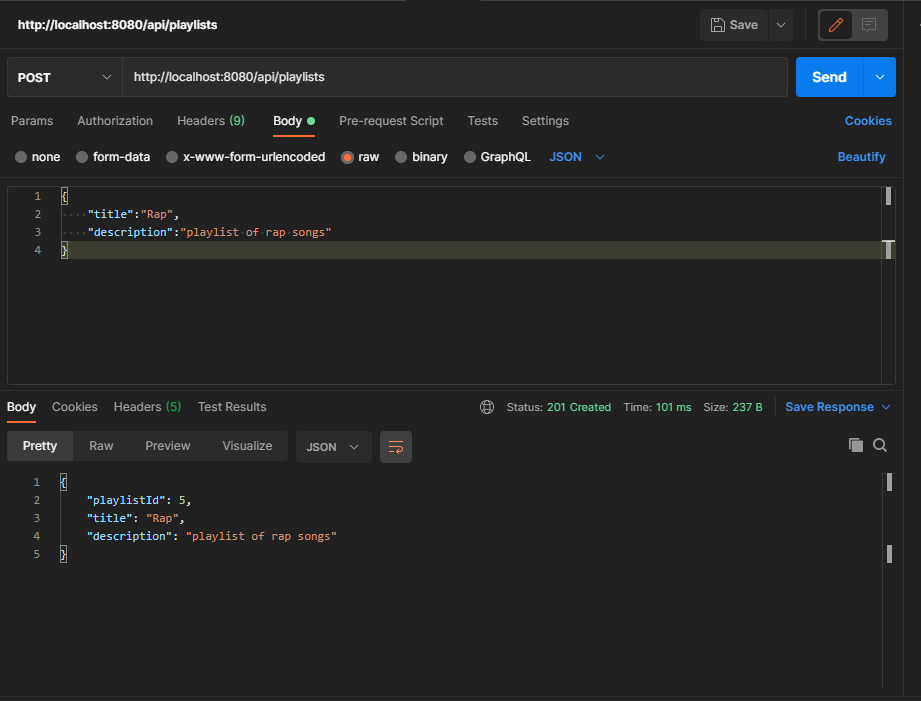 http://localhost:8080/api/playlists Save
POST http://localhost:8080/api/playlists Send
Params Authorization Headers (9) Body Pre-request Script Tests Settings Cookies
none form-data x-www-form-urlencoded raw binary GraphQL JSON Beautify
1 {
2 ····"title":"Rap",
3 ····"description":"playlist·of·rap·songs"
4 }
Body Cookies Headers (5) Test Results Status: 201 Created Time: 101 ms Size: 237 B Save Response
Pretty Raw Preview Visualize JSON
1 {
2 "playlistId": 5,
3 "title": "Rap",
4 "description": "playlist of rap songs"
5 }